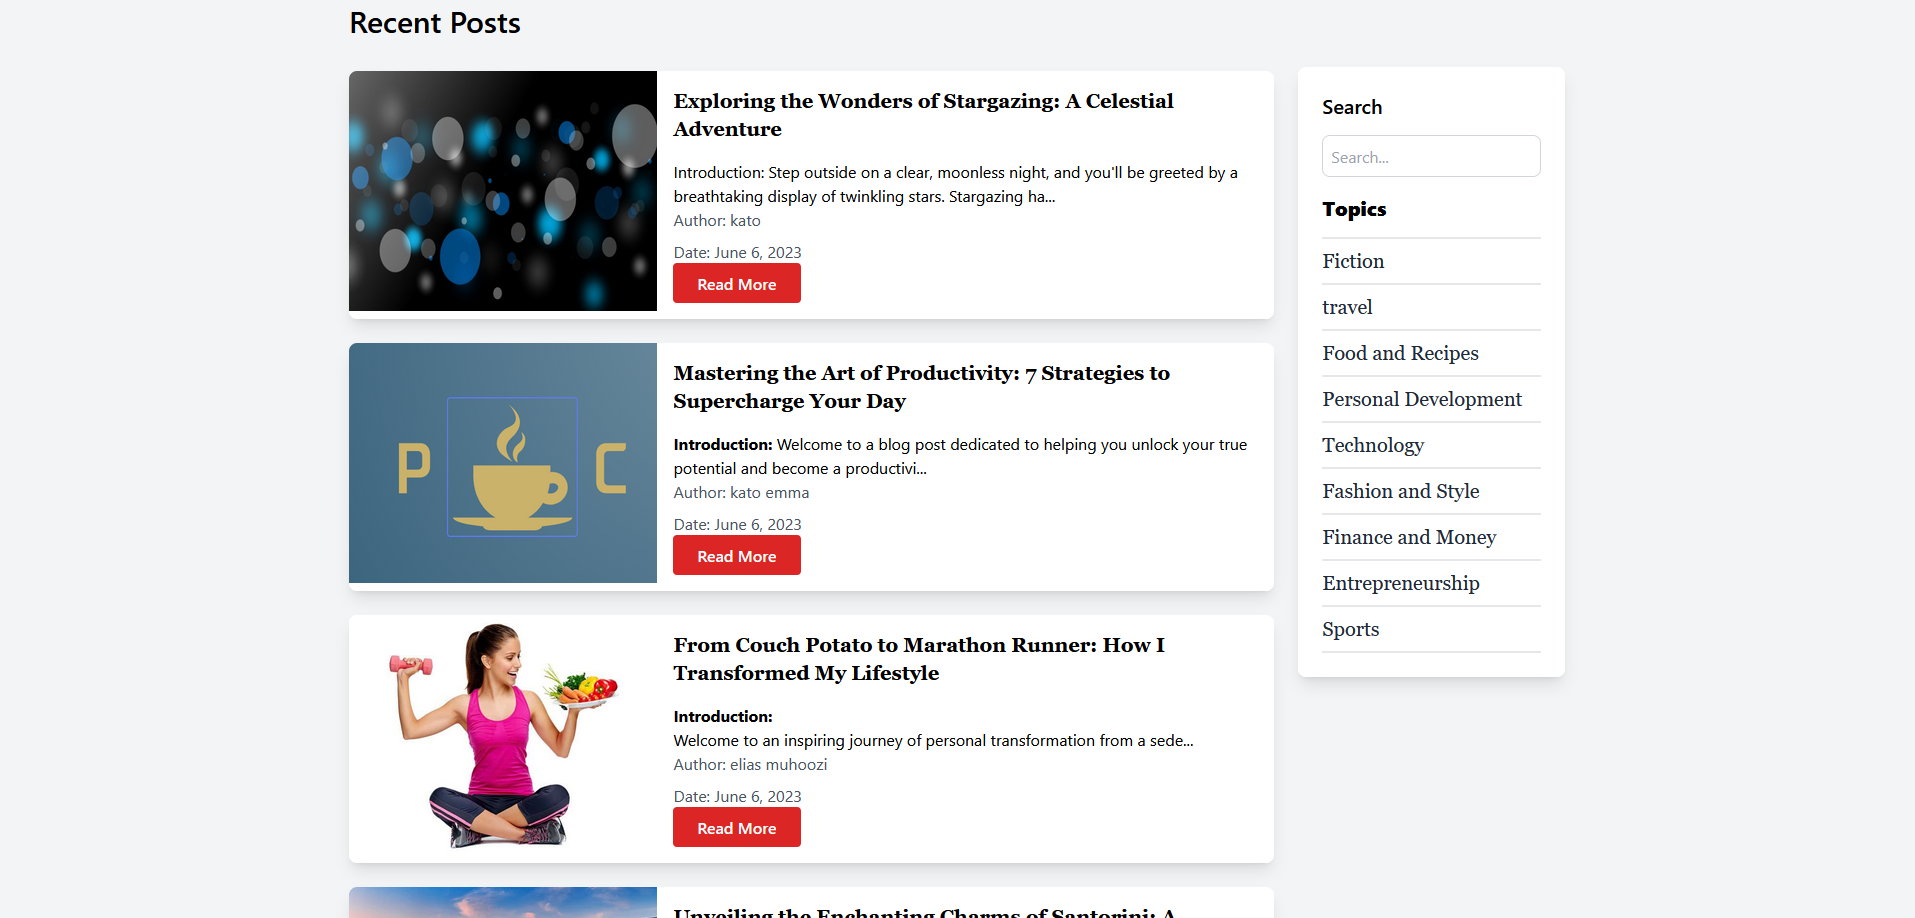 Recent Posts
Exploring the Wonders of Stargazing: A Celestial
Adventure
Introduction: Step outside on a clear, moonless night, and you'll be greeted by a
breathtaking display of twinkling stars. Stargazing ha...
Author: kato
Date: June 6, 2023
Read More
P C
Mastering the Art of Productivity: 7 Strategies to
Supercharge Your Day
Introduction: Welcome to a blog post dedicated to helping you unlock your true
potential and become a productivi...
Author: kato emma
Date: June 6, 2023
Read More
From Couch Potato to Marathon Runner: How I
Transformed My Lifestyle
Introduction:
Welcome to an inspiring journey of personal transformation from a sede...
Author: elias muhoozi
Date: June 6, 2023
Read More
Unveiling the Enchanting Charms of Santorini: A
Search
Search...
Topics
Fiction
travel
Food and Recipes
Personal Development
Technology
Fashion and Style
Finance and Money
Entrepreneurship
Sports